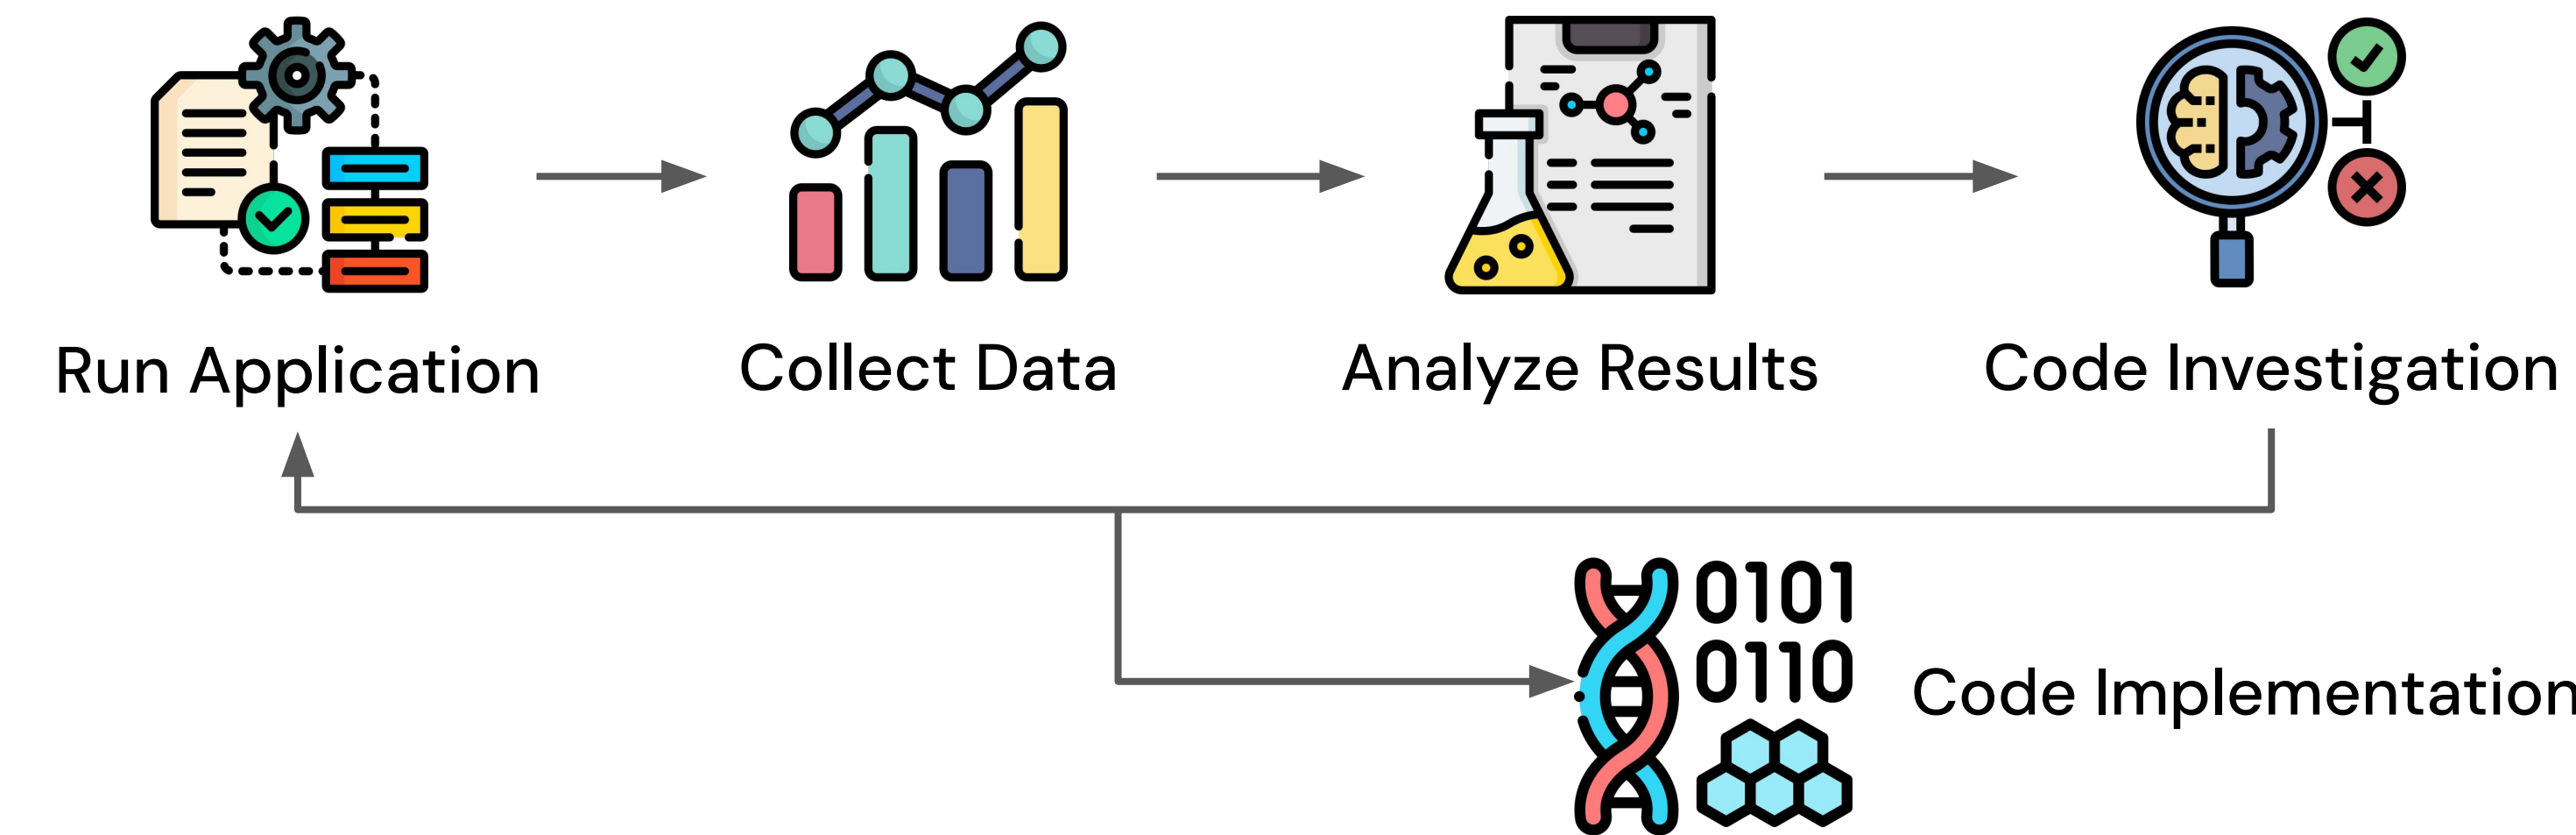 Run Application
Collect Data
Analyze Results
Code Investigation
0101
0110
Code Implementation